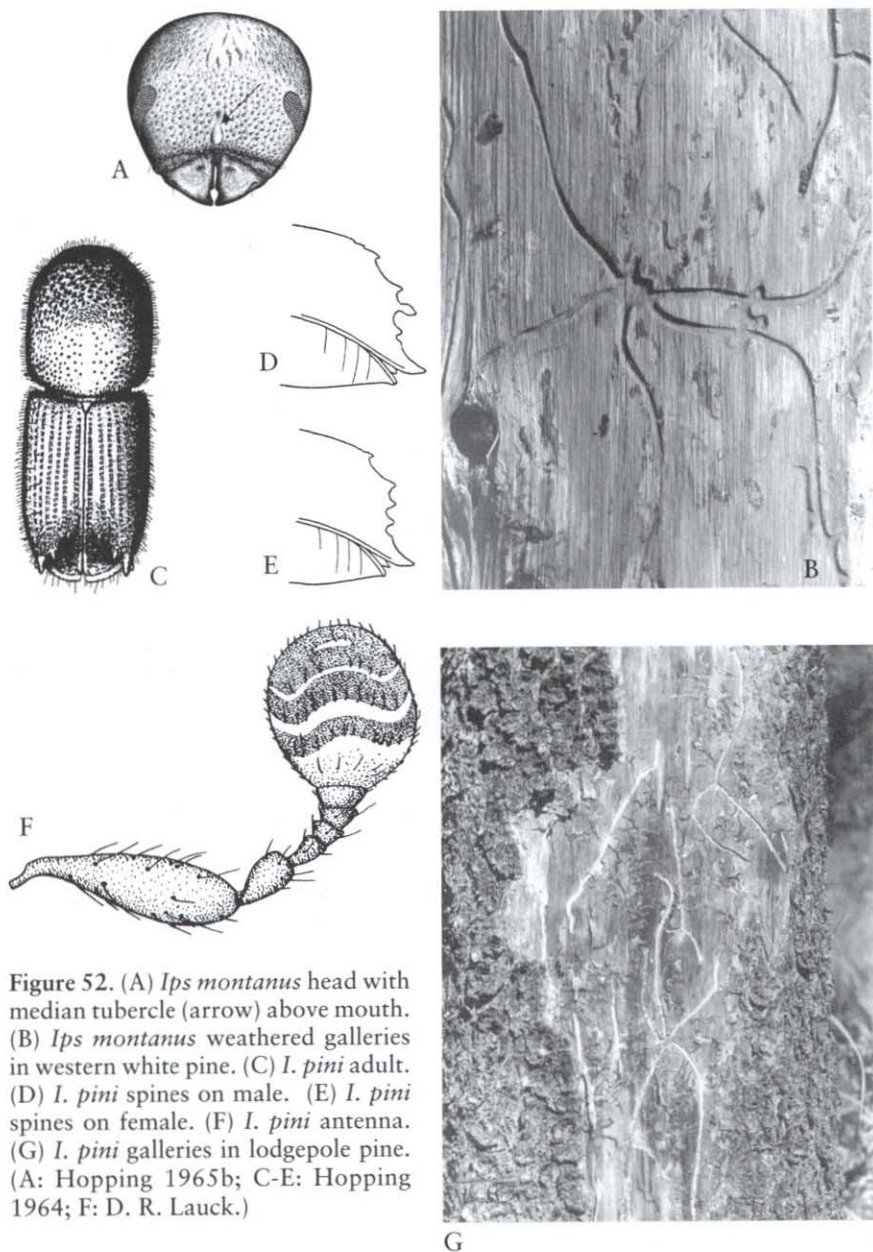 A
B
C
D
E
F
Figure 52. (A) Ips montanus head with
median tubercle (arrow) above mouth.
(B) Ips montanus weathered galleries
in western white pine. (C) I. pini adult.
(D) I. pini spines on male. (E) I. pini
spines on female. (F) I. pini antenna.
(G) I. pini galleries in lodgepole pine.
(A: Hopping 1965b; C-E: Hopping
1964; F: D. R. Lauck.)
G